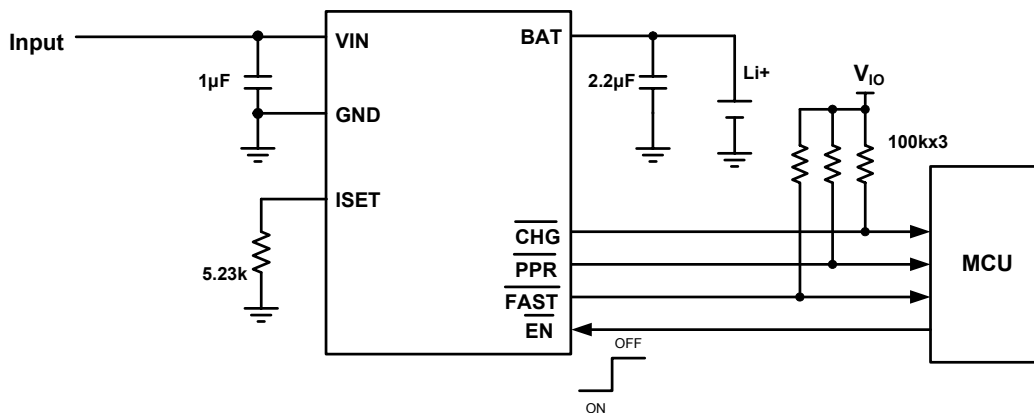 Input
VIN
BAT
1µF
2.2µF
Li+
VIO
GND
100kx3
ISET
CHG
5.23k
PPR
MCU
FAST
EN
OFF
ON